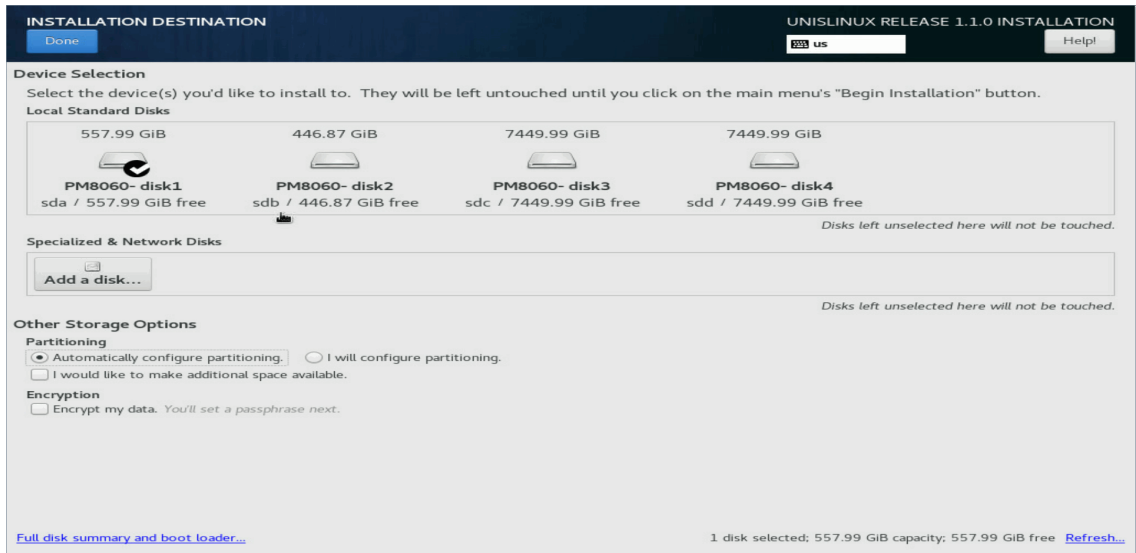 INSTALLATION DESTINATION
UNISLINUX RELEASE 1.1.0 INSTALLATION
Done
us
Help!
Device Selection
Select the device(s) you'd like to install to. They will be left untouched until you click on the main menu's "Begin Installation" button.
Local Standard Disks
557.99 GiB 446.87 GiB 7449.99 GiB 7449.99 GiB
PM8060- disk1 PM8060- disk2 PM8060- disk3 PM8060- disk4
sda / 557.99 GiB free sdb / 446.87 GiB free sdc / 7449.99 GiB free sdd / 7449.99 GiB free
Disks left unselected here will not be touched.
Specialized & Network Disks
Add a disk...
Disks left unselected here will not be touched.
Other Storage Options
Partitioning
Automatically configure partitioning. I will configure partitioning.
I would like to make additional space available.
Encryption
Encrypt my data. You'll set a passphrase next.
Full disk summary and boot loader... 1 disk selected; 557.99 GiB capacity; 557.99 GiB free Refresh...